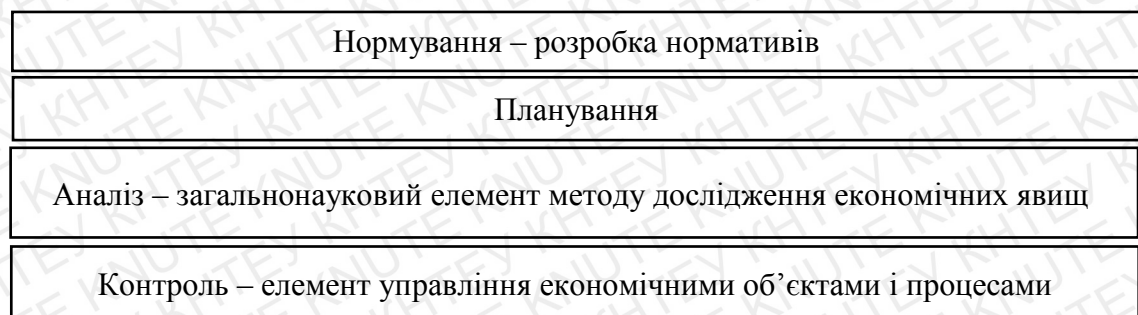 Нормування – розробка нормативів
Планування
Аналіз – загальнонауковий елемент методу дослідження економічних явищ
Контроль – елемент управління економічними об’єктами і процесами